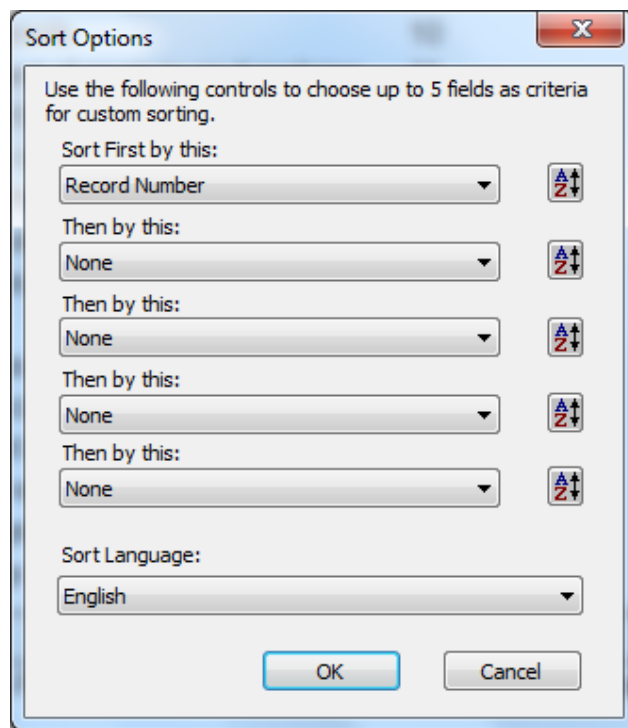 Sort Options
Use the following controls to choose up to 5 fields as criteria
for custom sorting.
Sort First by this:
Record Number
A
Z
Then by this:
None
A
Z
Then by this:
None
A
Z
Then by this:
None
A
Z
Then by this:
None
A
Z
Sort Language:
English
OK
Cancel